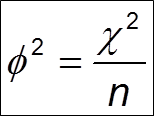 ϕ² = χ² / n